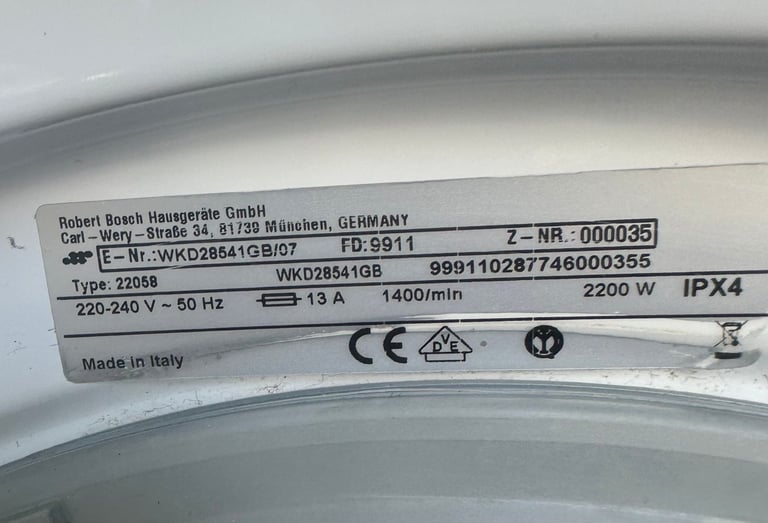 Robert Bosch Hausgeräte GmbH
Carl-Wery-Straße 34, 81739 München, GERMANY
E-Nr.:WKD28541GB/07 FD:9911 Z-NR.:000035
Type: 22058 WKD28541GB 999110287746000355
220-240 V ~ 50 Hz 13 A 1400/min 2200 W IPX4
CE
DVE
Made in Italy